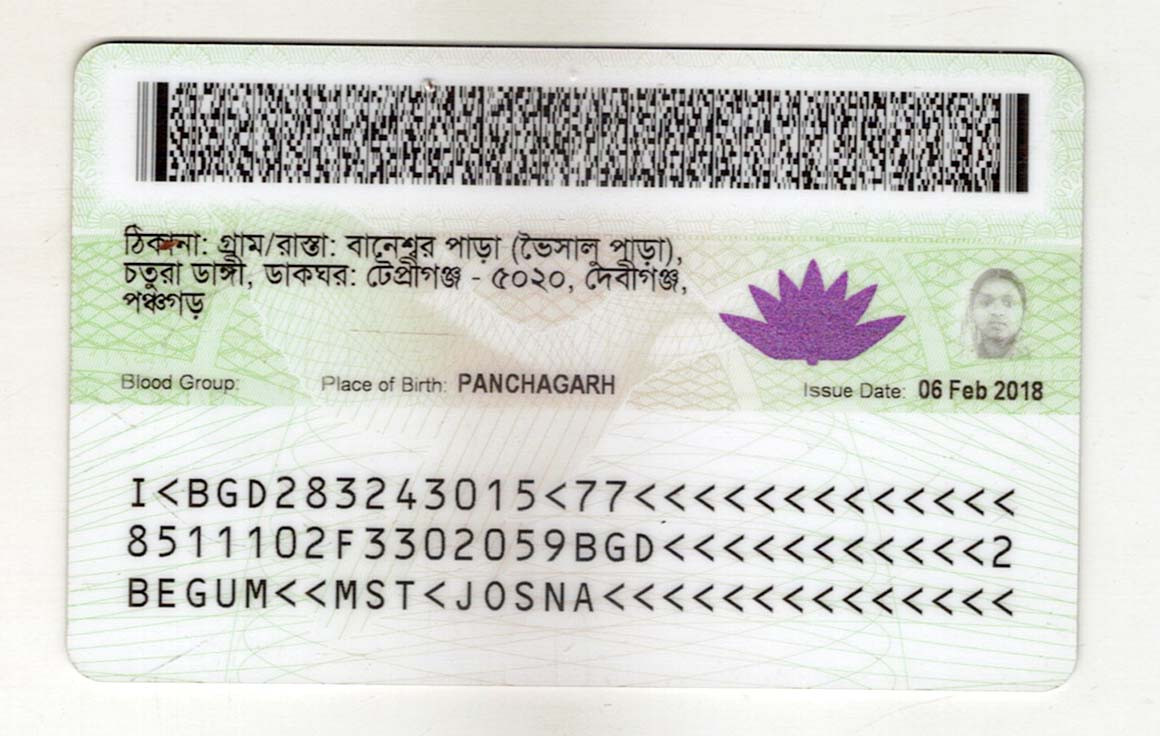 ঠিকানা: গ্রাম/রাস্তা: বানেশ্বর পাড়া (ভৈসালু পাড়া),
চতুরা ডাঙ্গী, ডাকঘর: টেপ্রীগঞ্জ - ৫০২০, দেবীগঞ্জ,
পঞ্চগড়
Blood Group: Place of Birth: PANCHAGARH Issue Date: 06 Feb 2018
I<BGD283243015<77<<<<<<<<<<<<<
8511102F3302059BGD<<<<<<<<<<<2
BEGUM<<MST<JOSNA<<<<<<<<<<<<<<